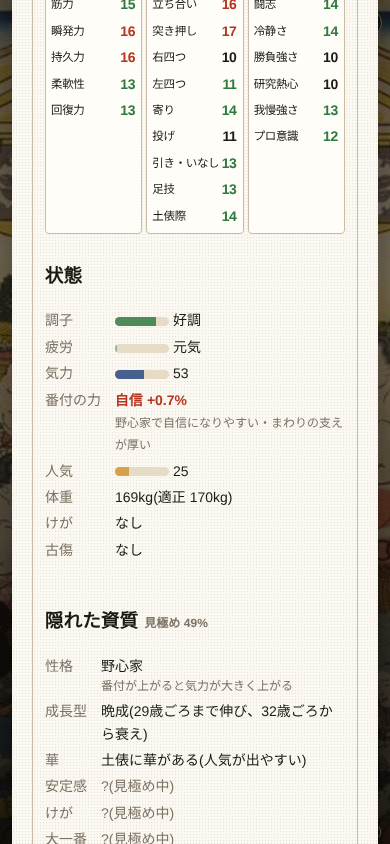 筋力 15
瞬発力 16
持久力 16
柔軟性 13
回復力 13
立ち合い 16
突き押し 17
右四つ 10
左四つ 11
寄り 14
投げ 11
引き・いなし 13
足技 13
土俵際 14
闘志 14
冷静さ 14
勝負強さ 10
研究熱心 10
我慢強さ 13
プロ意識 12
状態
調子 好調
疲労 元気
気力 53
番付の力 自信 +0.7%
野心家で自信になりやすい・まわりの支え
が厚い
人気 25
体重 169kg(適正 170kg)
けが なし
古傷 なし
隠れた資質 見極め 49%
性格 野心家
番付が上がると気力が大きく上がる
成長型 晩成(29歳ごろまで伸び、32歳ごろか
ら衰え)
華 土俵に華がある(人気が出やすい)
安定感 ?(見極め中)
けが ?(見極め中)
大一番 ?(見極め中)